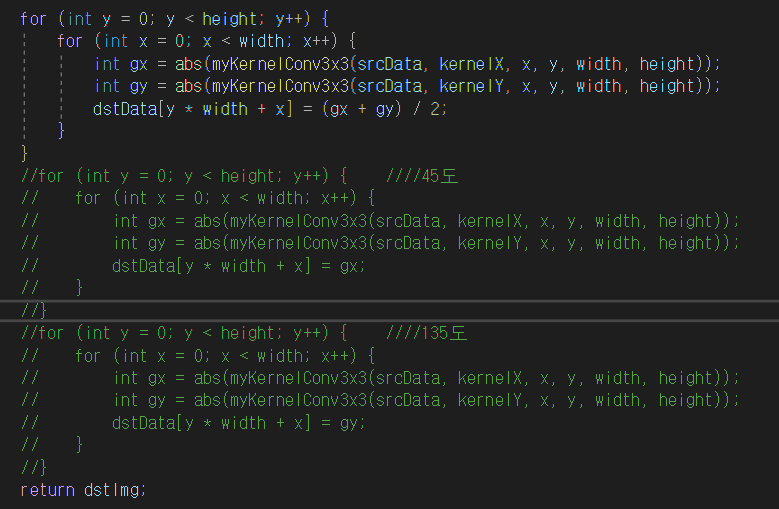 for (int y = 0; y < height; y++) {
    for (int x = 0; x < width; x++) {
        int gx = abs(myKernelConv3x3(srcData, kernelX, x, y, width, height));
        int gy = abs(myKernelConv3x3(srcData, kernelY, x, y, width, height));
        dstData[y * width + x] = (gx + gy) / 2;
    }
}
//for (int y = 0; y < height; y++) {    ////45도
//    for (int x = 0; x < width; x++) {
//        int gx = abs(myKernelConv3x3(srcData, kernelX, x, y, width, height));
//        int gy = abs(myKernelConv3x3(srcData, kernelY, x, y, width, height));
//        dstData[y * width + x] = gx;
//    }
//}
//for (int y = 0; y < height; y++) {    ////135도
//    for (int x = 0; x < width; x++) {
//        int gx = abs(myKernelConv3x3(srcData, kernelX, x, y, width, height));
//        int gy = abs(myKernelConv3x3(srcData, kernelY, x, y, width, height));
//        dstData[y * width + x] = gy;
//    }
//}
return dstImg;